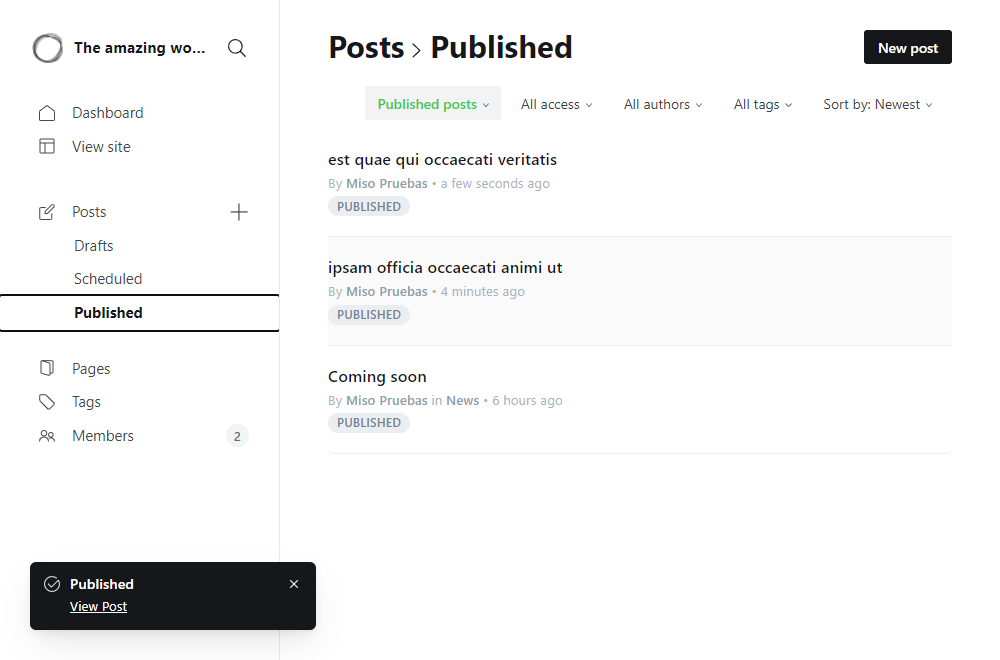 The amazing wo...
Dashboard
View site
Posts
Drafts
Scheduled
Published
Pages
Tags
Members 2
Posts > Published
New post
Published posts All access All authors All tags Sort by: Newest
est quae qui occaecati veritatis
By Miso Pruebas • a few seconds ago
PUBLISHED
ipsam officia occaecati animi ut
By Miso Pruebas • 4 minutes ago
PUBLISHED
Coming soon
By Miso Pruebas in News • 6 hours ago
PUBLISHED
Published
View Post